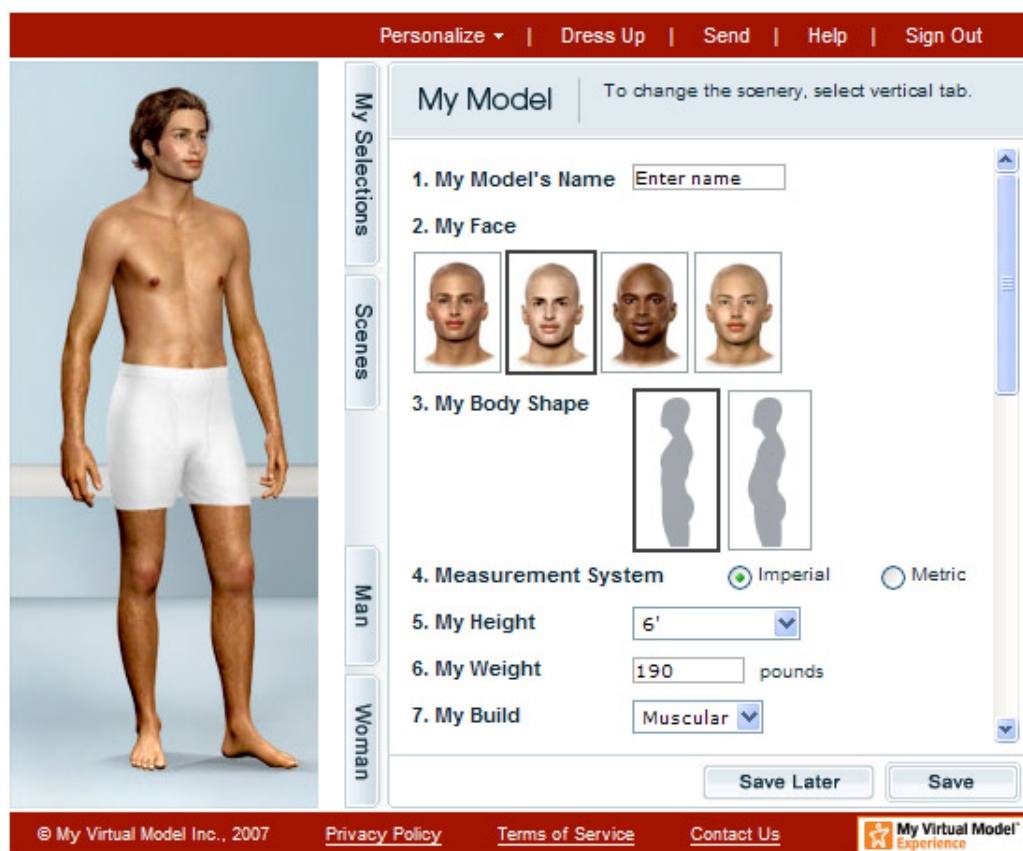 Personalize | Dress Up | Send | Help | Sign Out
My Selections
Scenes
Man
Woman
My Model
To change the scenery, select vertical tab.
1. My Model's Name Enter name
2. My Face
3. My Body Shape
4. Measurement System Imperial Metric
5. My Height 6'
6. My Weight 190 pounds
7. My Build Muscular
Save Later Save
© My Virtual Model Inc., 2007 Privacy Policy Terms of Service Contact Us
My Virtual Model™
Experience